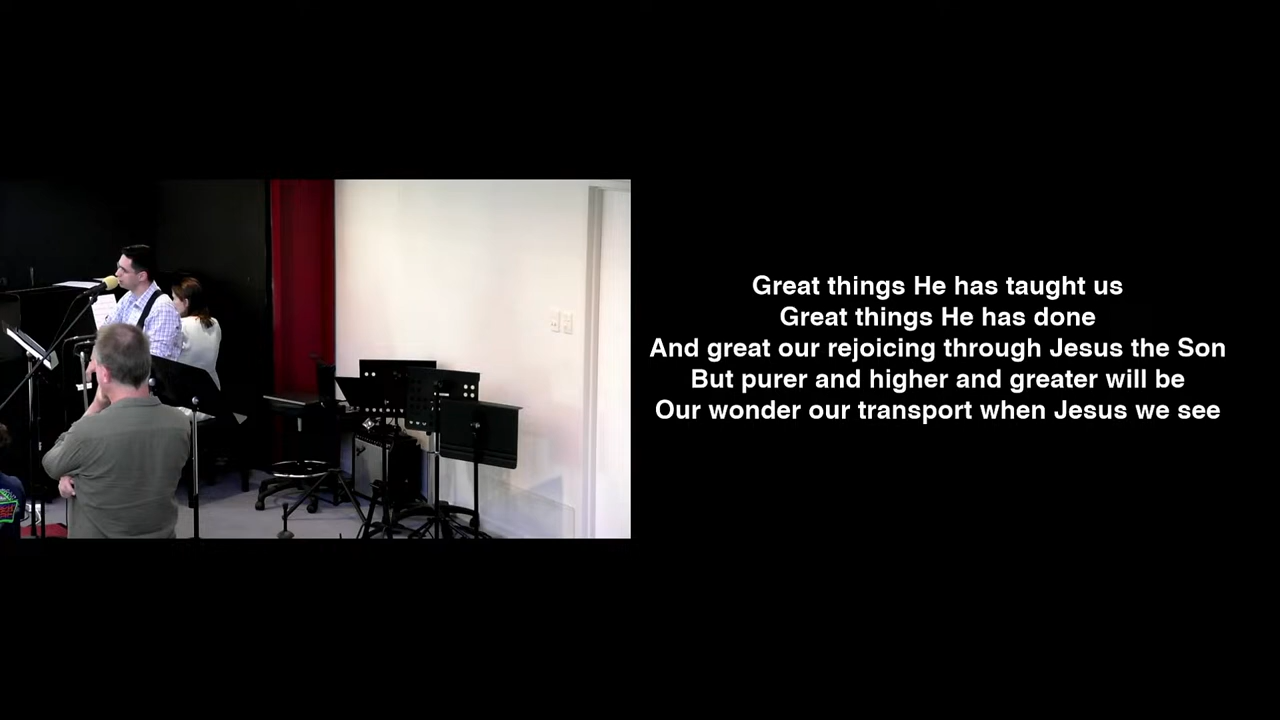 Great things He has taught us
Great things He has done
And great our rejoicing through Jesus the Son
But purer and higher and greater will be
Our wonder our transport when Jesus we see